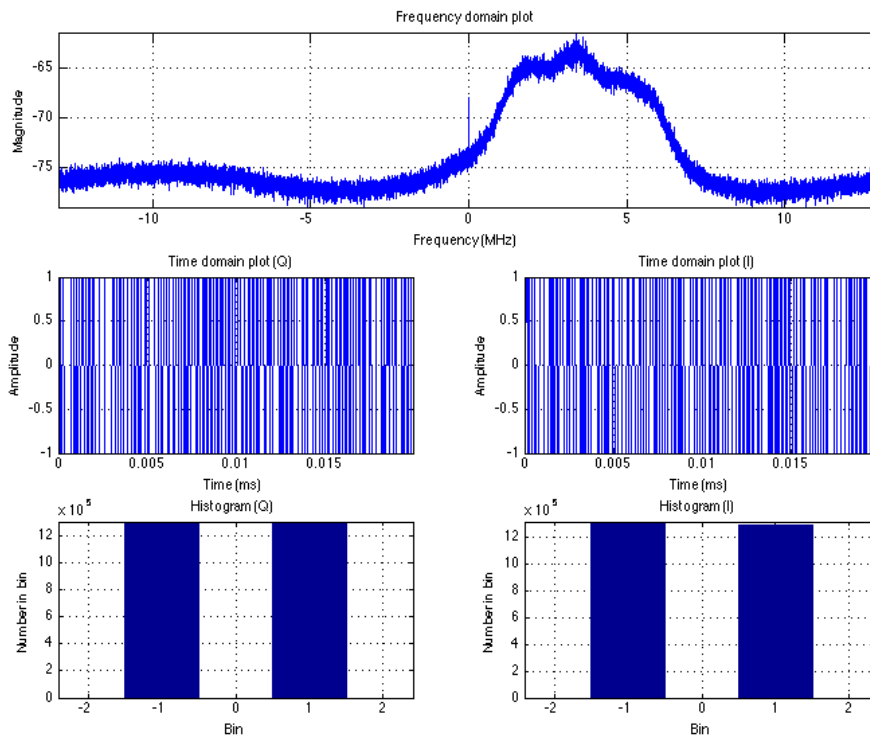 Frequency domain plot
Magnitude
-65
-70
-75
-10 -5 0 5 10
Frequency (MHz)
Time domain plot (Q)
Amplitude
1
0.5
0
-0.5
-1
0 0.005 0.01 0.015
Time (ms)
Time domain plot (I)
Amplitude
1
0.5
0
-0.5
-1
0 0.005 0.01 0.015
Time (ms)
x 10^5
Histogram (Q)
Number in bin
12
10
8
6
4
2
0
-2 -1 0 1 2
Bin
x 10^5
Histogram (I)
Number in bin
12
10
8
6
4
2
0
-2 -1 0 1 2
Bin